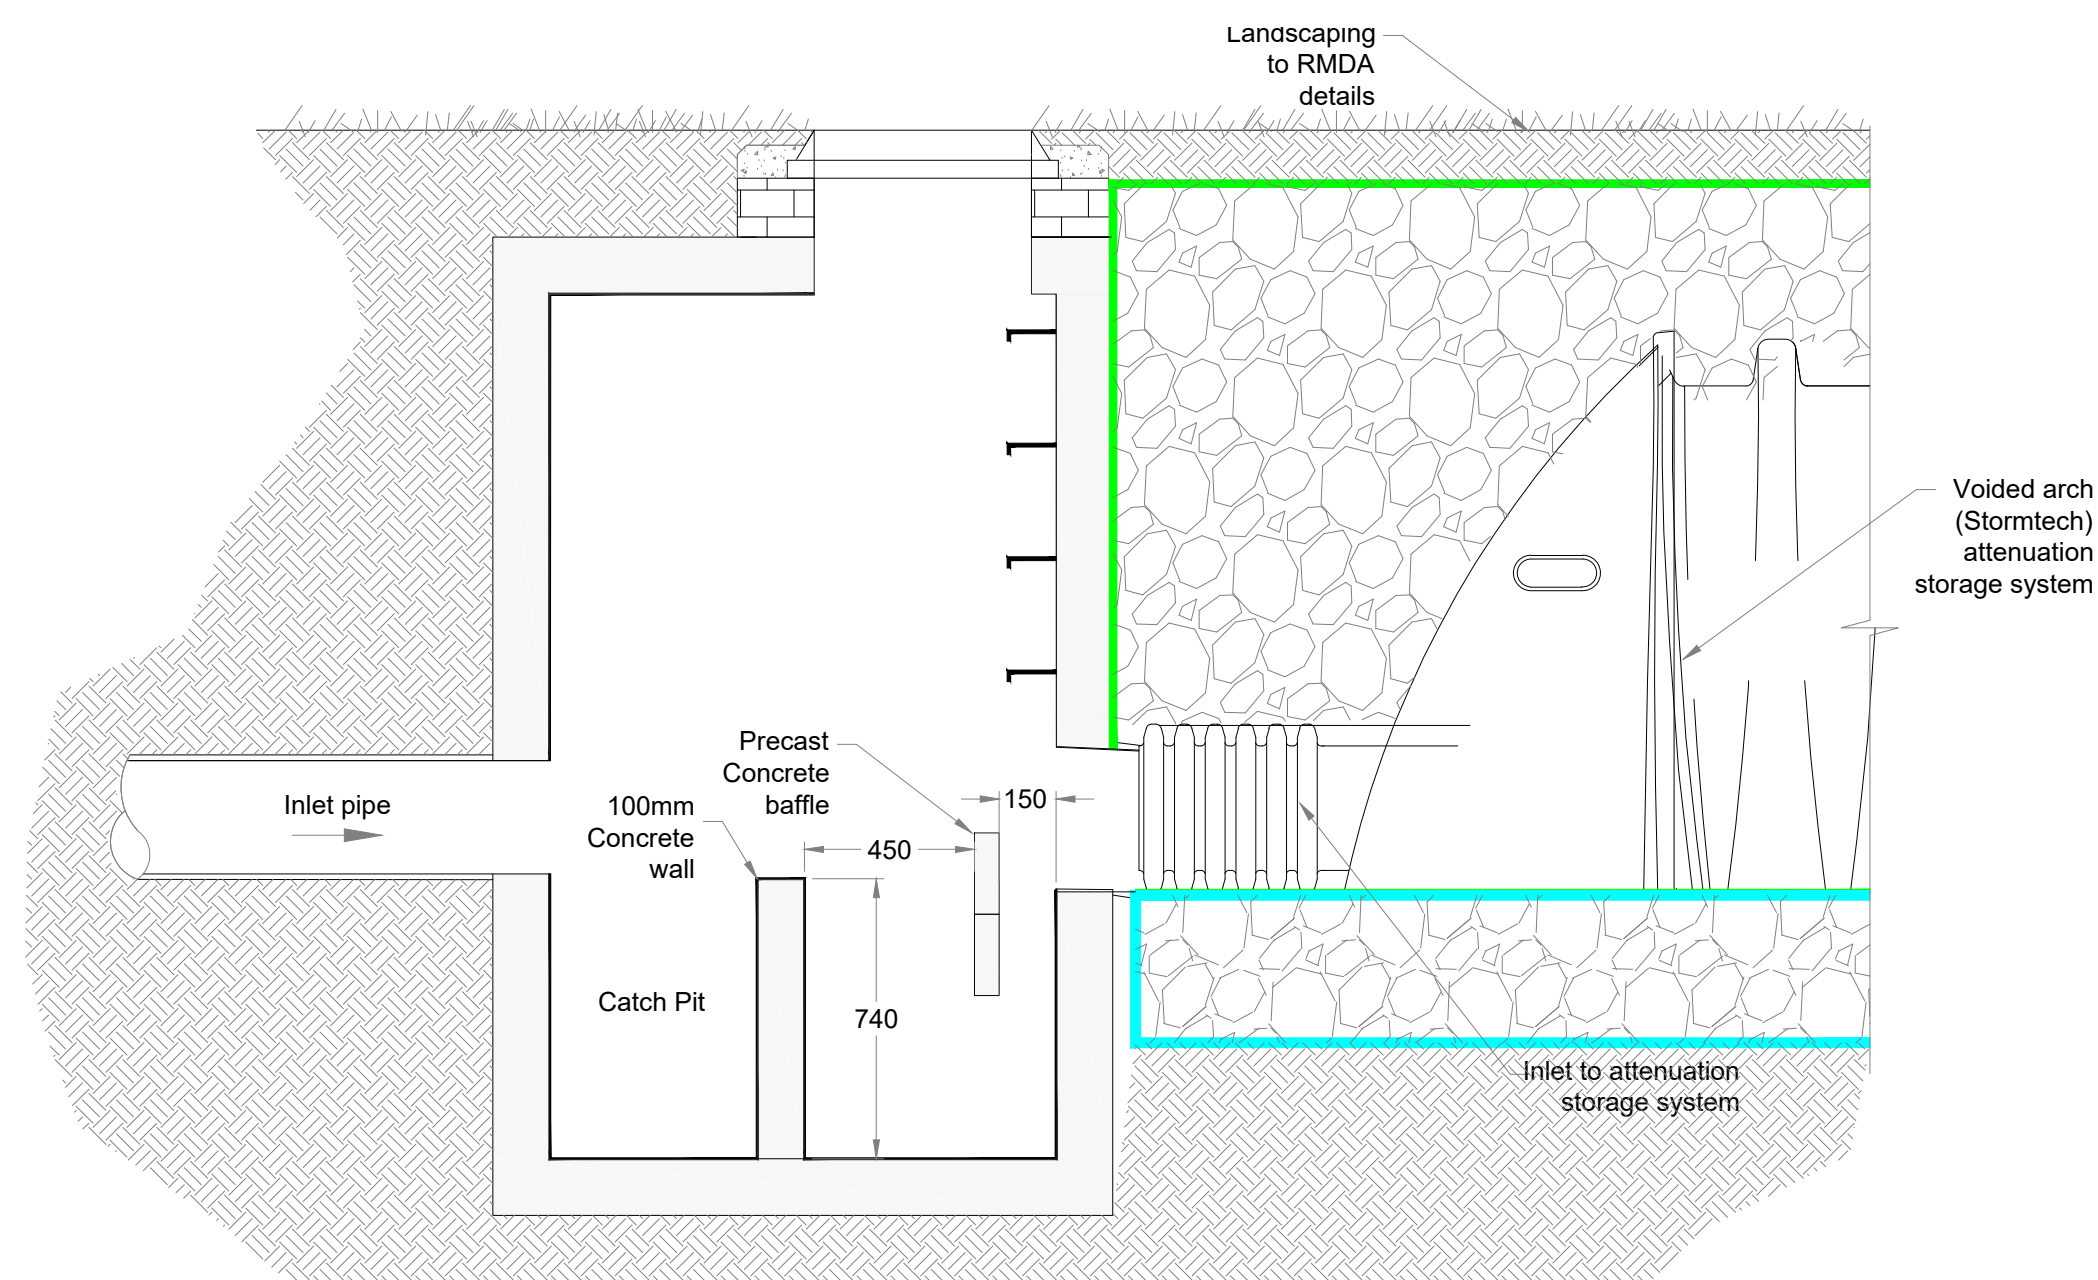 Landscaping
to RMDA
details
Voided arch
(Stormtech)
attenuation
storage system
Precast
Concrete
baffle
100mm
Concrete
wall
Inlet pipe
150
450
Catch Pit
740
Inlet to attenuation
storage system